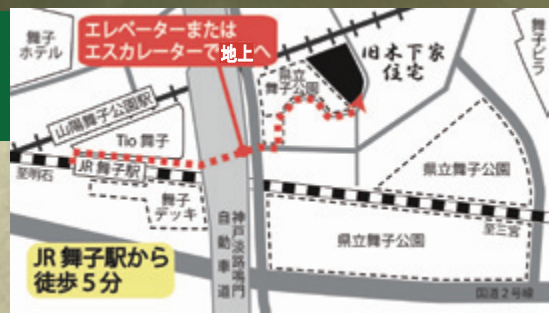 舞子
ホテル
エレベーターまたは
エスカレーターで地上へ
旧木下家
住宅
舞子ビラ
県立
舞子公園
山陽舞子公園駅
Tio 舞子
JR 舞子駅
至明石
舞子
デッキ
県立舞子公園
至三宮
神戸淡路鳴門
自動車道
県立舞子公園
JR 舞子駅から
徒歩5分
国道2号線